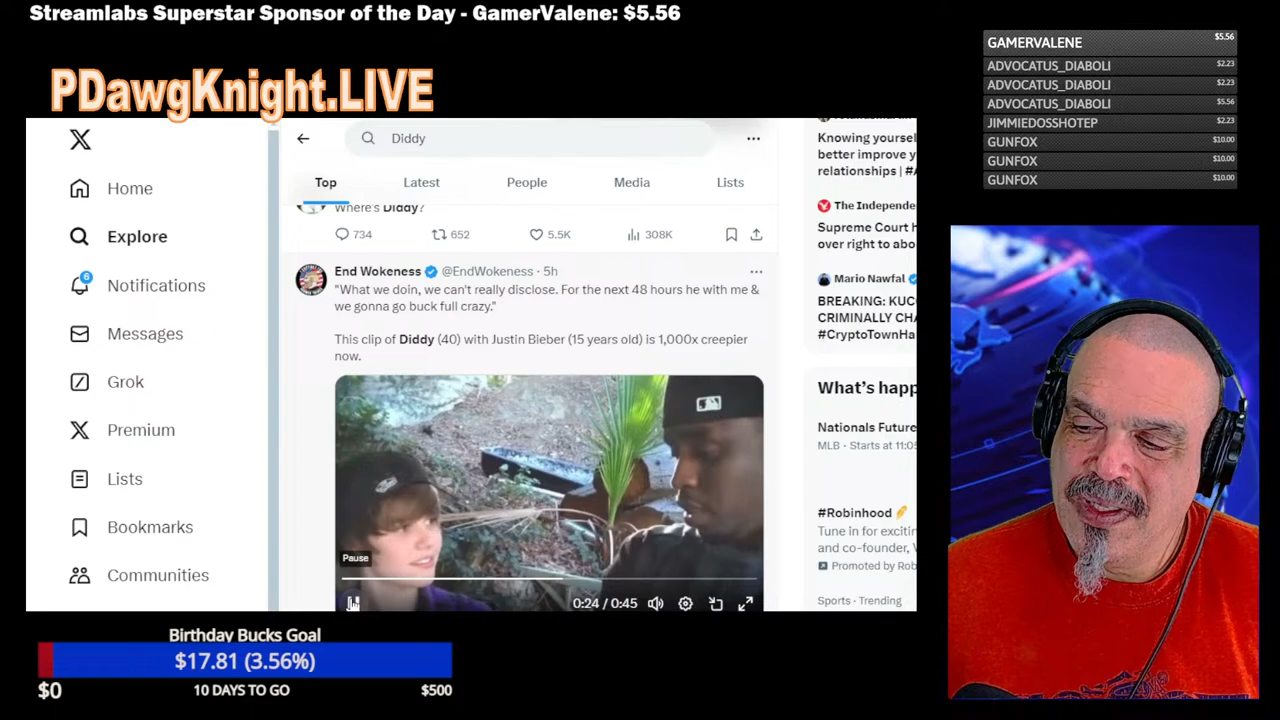 Streamlabs Superstar Sponsor of the Day - GamerValene: $5.56
PDawgKnight.LIVE
GAMERVALENE $5.56
ADVOCATUS_DIABOLI $2.23
ADVOCATUS_DIABOLI $2.23
ADVOCATUS_DIABOLI $5.56
JIMMIEDOSSHOTEP $2.23
GUNFOX $10.00
GUNFOX $10.00
GUNFOX $10.00
Home
Explore
6
Notifications
Messages
Grok
Premium
Lists
Bookmarks
Communities
Diddy
Top Latest People Media Lists
Where's Diddy?
734 652 5.5K 308K
End Wokeness @EndWokeness · 5h
"What we doin, we can't really disclose. For the next 48 hours he with me &
we gonna go buck full crazy."
This clip of Diddy (40) with Justin Bieber (15 years old) is 1,000x creepier
now.
Pause
0:24 / 0:45
Knowing yoursel
better improve y
relationships | #A
The Independe
Supreme Court h
over right to abo
Mario Nawfal
BREAKING: KUC
CRIMINALLY CHA
#CryptoTownHa
What's happ
Nationals Future
MLB · Starts at 11:05
#Robinhood
Tune in for excitin
and co-founder, V
Promoted by Rob
Sports · Trending
Birthday Bucks Goal
$17.81 (3.56%)
$0 10 DAYS TO GO $500